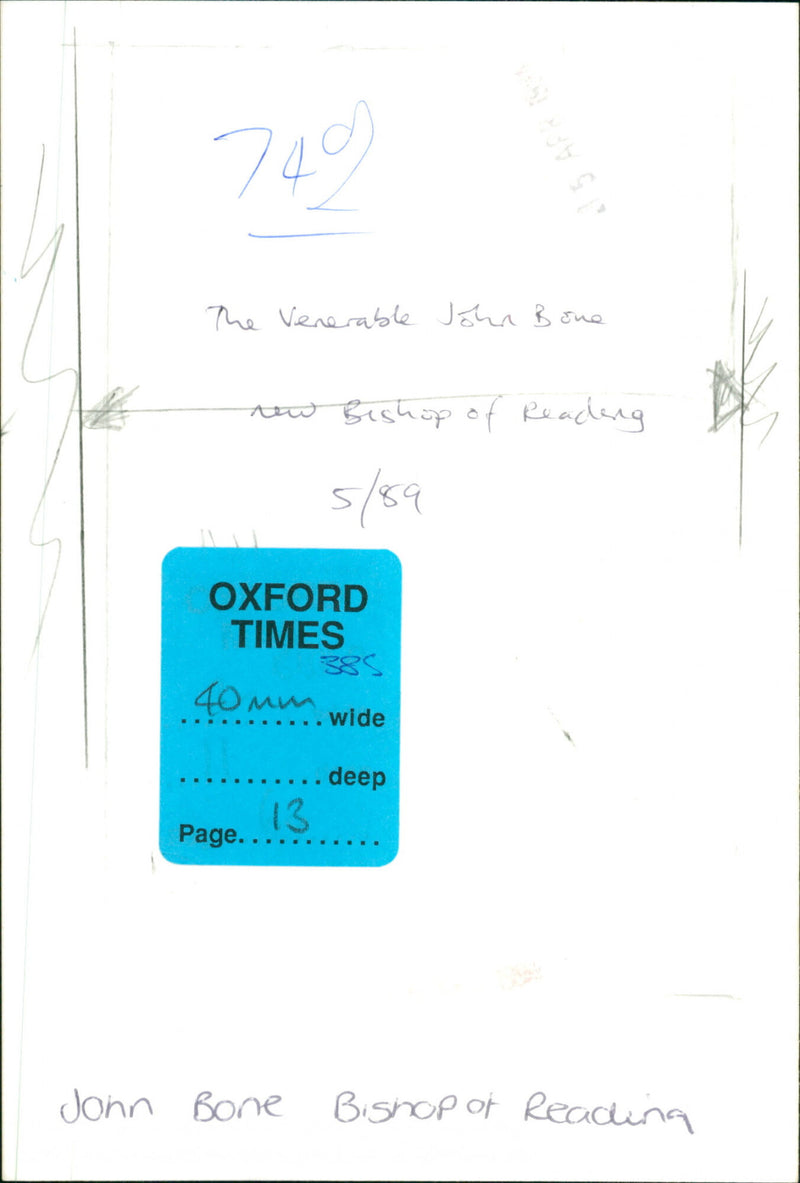 The Venerable John Bone
new Bishop of Reading
5/89
OXFORD
TIMES
385
40mm wide
deep
Page 13
John Bone Bishop of Reading